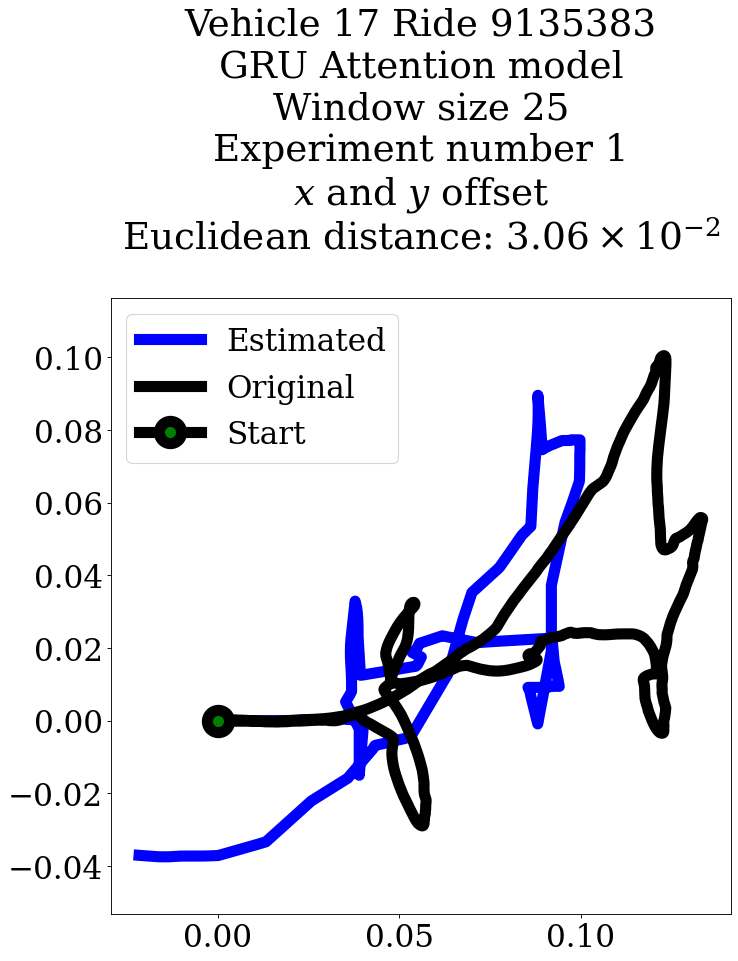 Vehicle 17 Ride 9135383
GRU Attention model
Window size 25
Experiment number 1
x and y offset
Euclidean distance: 3.06 × 10⁻²
Estimated
Original
Start
0.10
0.08
0.06
0.04
0.02
0.00
−0.02
−0.04
0.00 0.05 0.10